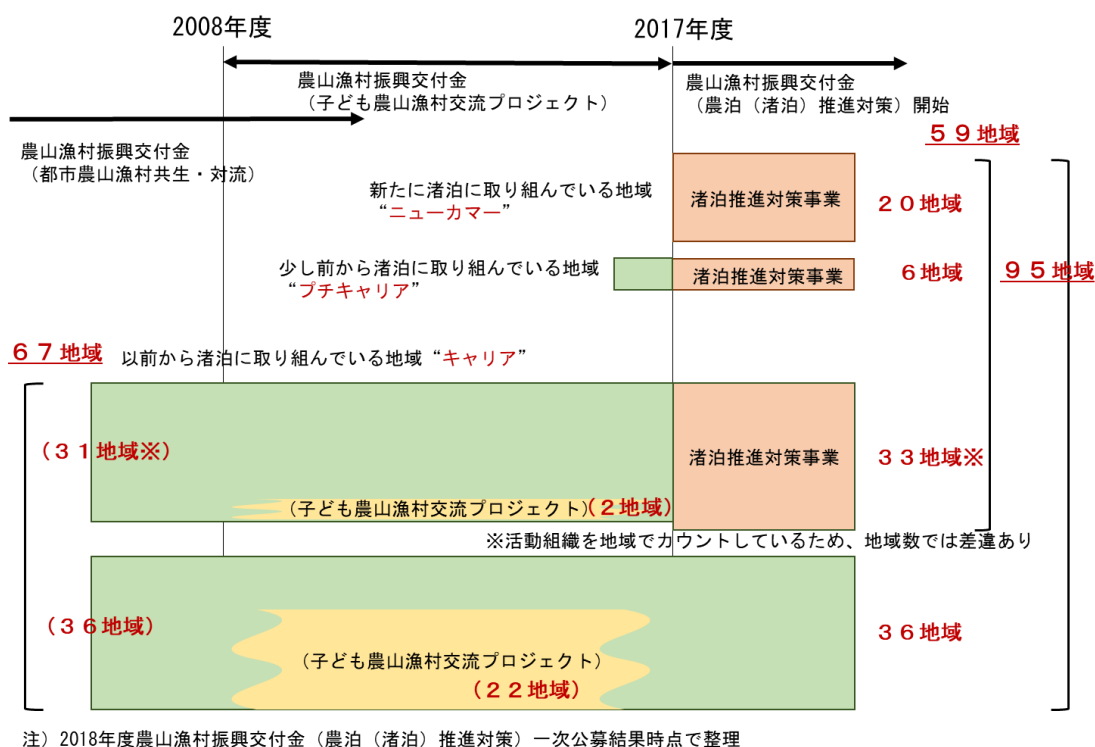 2008年度
2017年度
農山漁村振興交付金
（子ども農山漁村交流プロジェクト）
農山漁村振興交付金
（農泊（渚泊）推進対策）開始
農山漁村振興交付金
（都市農山漁村共生・対流）
５９地域
新たに渚泊に取り組んでいる地域
“ニューカマー”
渚泊推進対策事業
２０地域
少し前から渚泊に取り組んでいる地域
“プチキャリア”
渚泊推進対策事業
６地域
９５地域
６７地域
以前から渚泊に取り組んでいる地域“キャリア”
（３１地域※）
渚泊推進対策事業
３３地域※
（子ども農山漁村交流プロジェクト）（２地域）
※活動組織を地域でカウントしているため、地域数では差違あり
（３６地域）
３６地域
（子ども農山漁村交流プロジェクト）
（２２地域）
注）2018年度農山漁村振興交付金（農泊（渚泊）推進対策）一次公募結果時点で整理